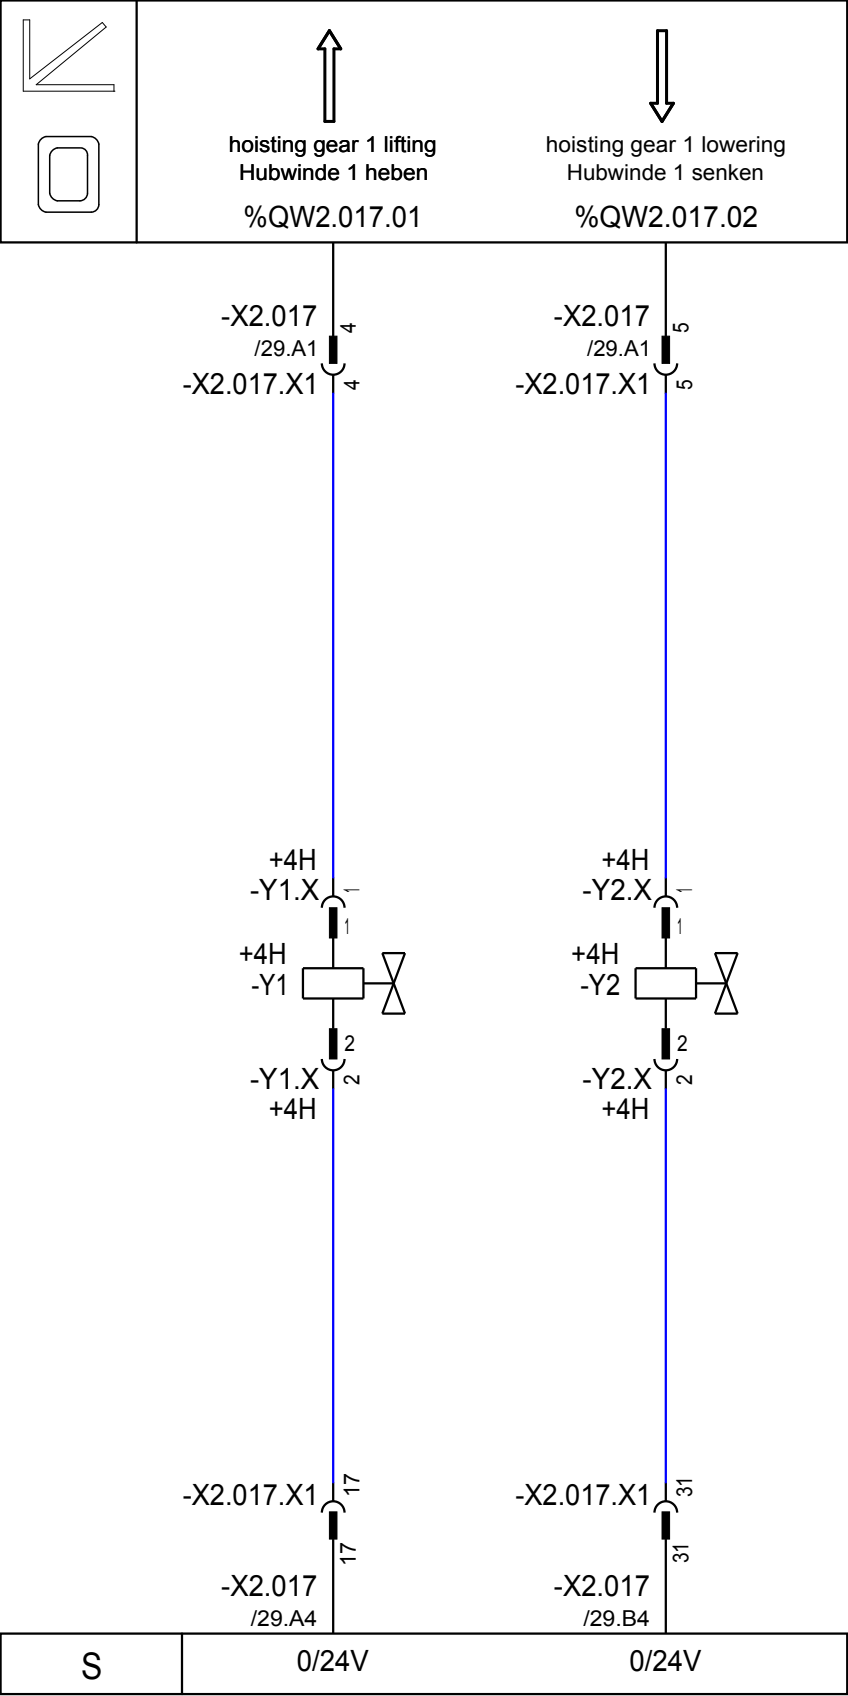 hoisting gear 1 lifting
Hubwinde 1 heben
%QW2.017.01
hoisting gear 1 lowering
Hubwinde 1 senken
%QW2.017.02
-X2.017
4
/29.A1
-X2.017.X1
4
-X2.017
5
/29.A1
-X2.017.X1
5
+4H
-Y1.X
1
1
+4H
-Y1
2
-Y1.X
2
+4H
+4H
-Y2.X
1
1
+4H
-Y2
2
-Y2.X
2
+4H
-X2.017.X1
17
17
-X2.017
/29.A4
-X2.017.X1
31
31
-X2.017
/29.B4
S
0/24V
0/24V